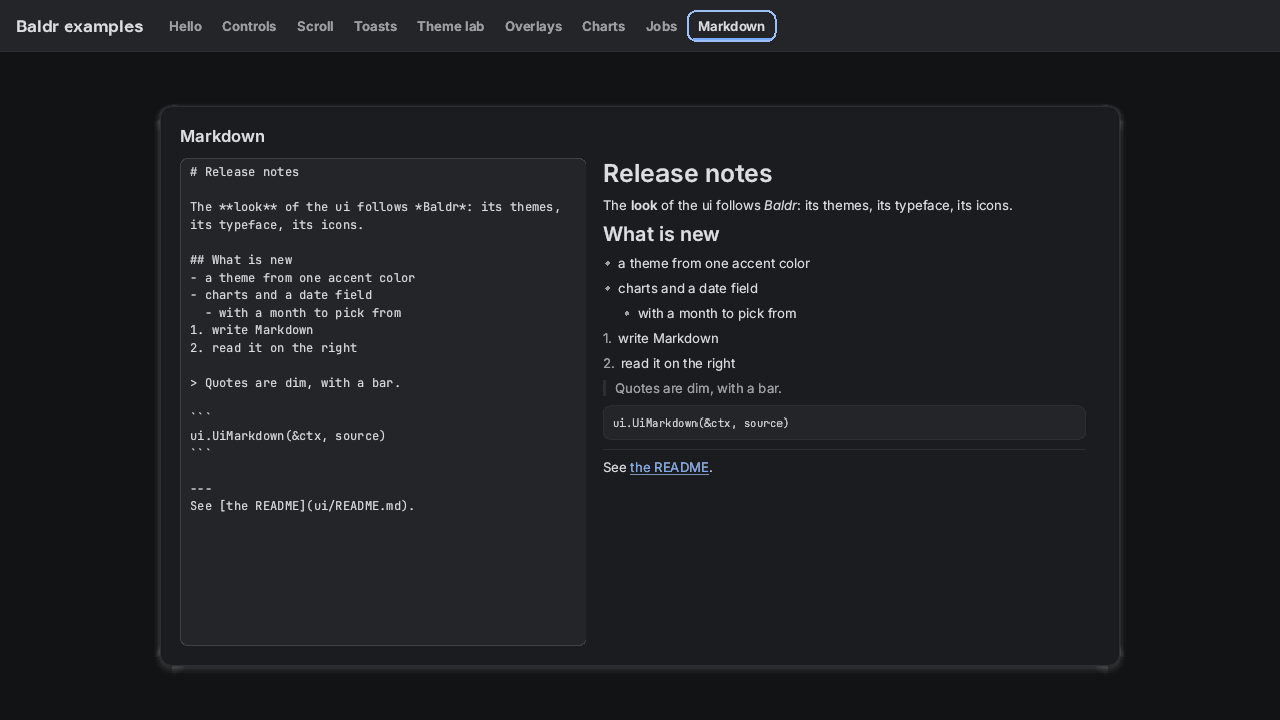 Baldr examples Hello Controls Scroll Toasts Theme lab Overlays Charts Jobs Markdown
Markdown
# Release notes
The **look** of the ui follows *Baldr*: its themes,
its typeface, its icons.
## What is new
- a theme from one accent color
- charts and a date field
  - with a month to pick from
1. write Markdown
2. read it on the right
> Quotes are dim, with a bar.
```
ui.UiMarkdown(&ctx, source)
```
---
See [the README](ui/README.md).
Release notes
The look of the ui follows Baldr: its themes, its typeface, its icons.
What is new
• a theme from one accent color
• charts and a date field
• with a month to pick from
1. write Markdown
2. read it on the right
Quotes are dim, with a bar.
ui.UiMarkdown(&ctx, source)
See the README.